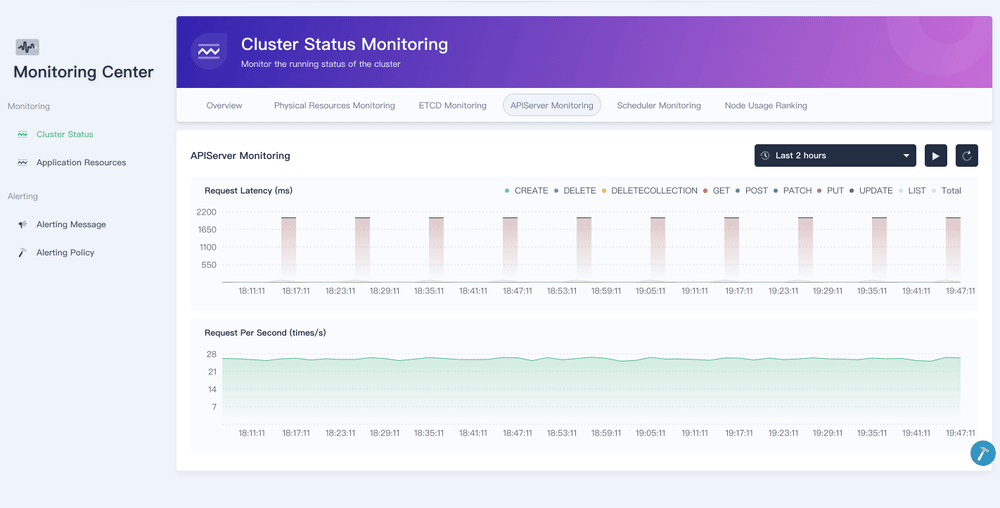 Monitoring Center
Monitoring
Cluster Status
Application Resources
Alerting
Alerting Message
Alerting Policy
Cluster Status Monitoring
Monitor the running status of the cluster
Overview Physical Resources Monitoring ETCD Monitoring APIServer Monitoring Scheduler Monitoring Node Usage Ranking
APIServer Monitoring
Last 2 hours
Request Latency (ms)
CREATE DELETE DELETECOLLECTION GET POST PATCH PUT UPDATE LIST Total
2200
1650
1100
550
18:11:11 18:17:11 18:23:11 18:29:11 18:35:11 18:41:11 18:47:11 18:53:11 18:59:11 19:05:11 19:11:11 19:17:11 19:23:11 19:29:11 19:35:11 19:41:11 19:47:11
Request Per Second (times/s)
28
21
14
7
18:11:11 18:17:11 18:23:11 18:29:11 18:35:11 18:41:11 18:47:11 18:53:11 18:59:11 19:05:11 19:11:11 19:17:11 19:23:11 19:29:11 19:35:11 19:41:11 19:47:11